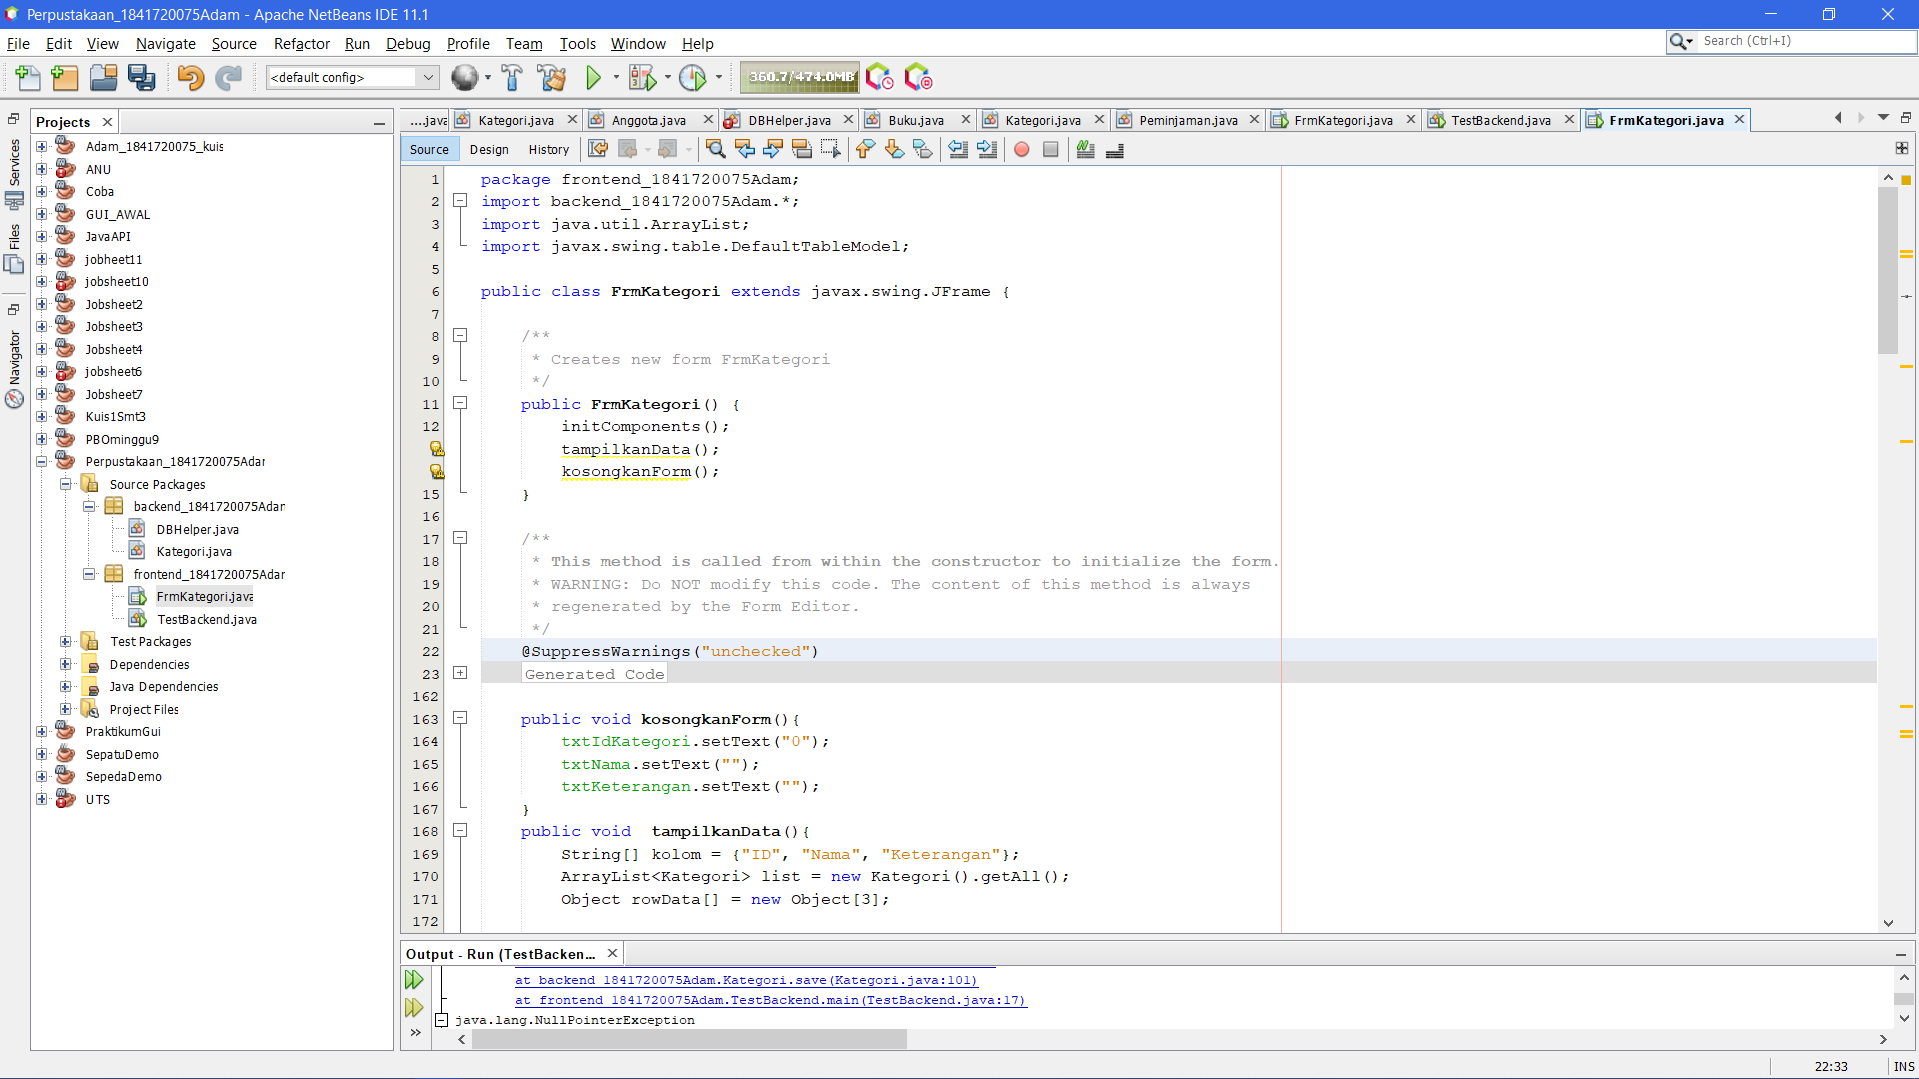 Perpustakaan_1841720075Adam - Apache NetBeans IDE 11.1
File Edit View Navigate Source Refactor Run Debug Profile Team Tools Window Help
Search (Ctrl+I)
<default config>
360.7/474.0MB
Projects
Services
Files
Navigator
Adam_1841720075_kuis
ANU
Coba
GUI_AWAL
JavaAPI
jobheet11
jobsheet10
Jobsheet2
Jobsheet3
Jobsheet4
jobsheet6
Jobsheet7
Kuis1Smt3
PBOminggu9
Perpustakaan_1841720075Adar
Source Packages
backend_1841720075Adan
DBHelper.java
Kategori.java
frontend_1841720075Adar
FrmKategori.java
TestBackend.java
Test Packages
Dependencies
Java Dependencies
Project Files
PraktikumGui
SepatuDemo
SepedaDemo
UTS
....java Kategori.java Anggota.java DBHelper.java Buku.java Kategori.java Peminjaman.java FrmKategori.java TestBackend.java FrmKategori.java
Source Design History
1 package frontend_1841720075Adam;
2 import backend_1841720075Adam.*;
3 import java.util.ArrayList;
4 import javax.swing.table.DefaultTableModel;
5
6 public class FrmKategori extends javax.swing.JFrame {
7
8 /**
9 * Creates new form FrmKategori
10 */
11 public FrmKategori() {
12 initComponents();
tampilkanData();
kosongkanForm();
15 }
16
17 /**
18 * This method is called from within the constructor to initialize the form.
19 * WARNING: Do NOT modify this code. The content of this method is always
20 * regenerated by the Form Editor.
21 */
22 @SuppressWarnings("unchecked")
23 Generated Code
162
163 public void kosongkanForm(){
164 txtIdKategori.setText("0");
165 txtNama.setText("");
166 txtKeterangan.setText("");
167 }
168 public void tampilkanData(){
169 String[] kolom = {"ID", "Nama", "Keterangan"};
170 ArrayList<Kategori> list = new Kategori().getAll();
171 Object rowData[] = new Object[3];
172
Output - Run (TestBacken...
at backend_1841720075Adam.Kategori.save(Kategori.java:101)
at frontend_1841720075Adam.TestBackend.main(TestBackend.java:17)
java.lang.NullPointerException
22:33 INS